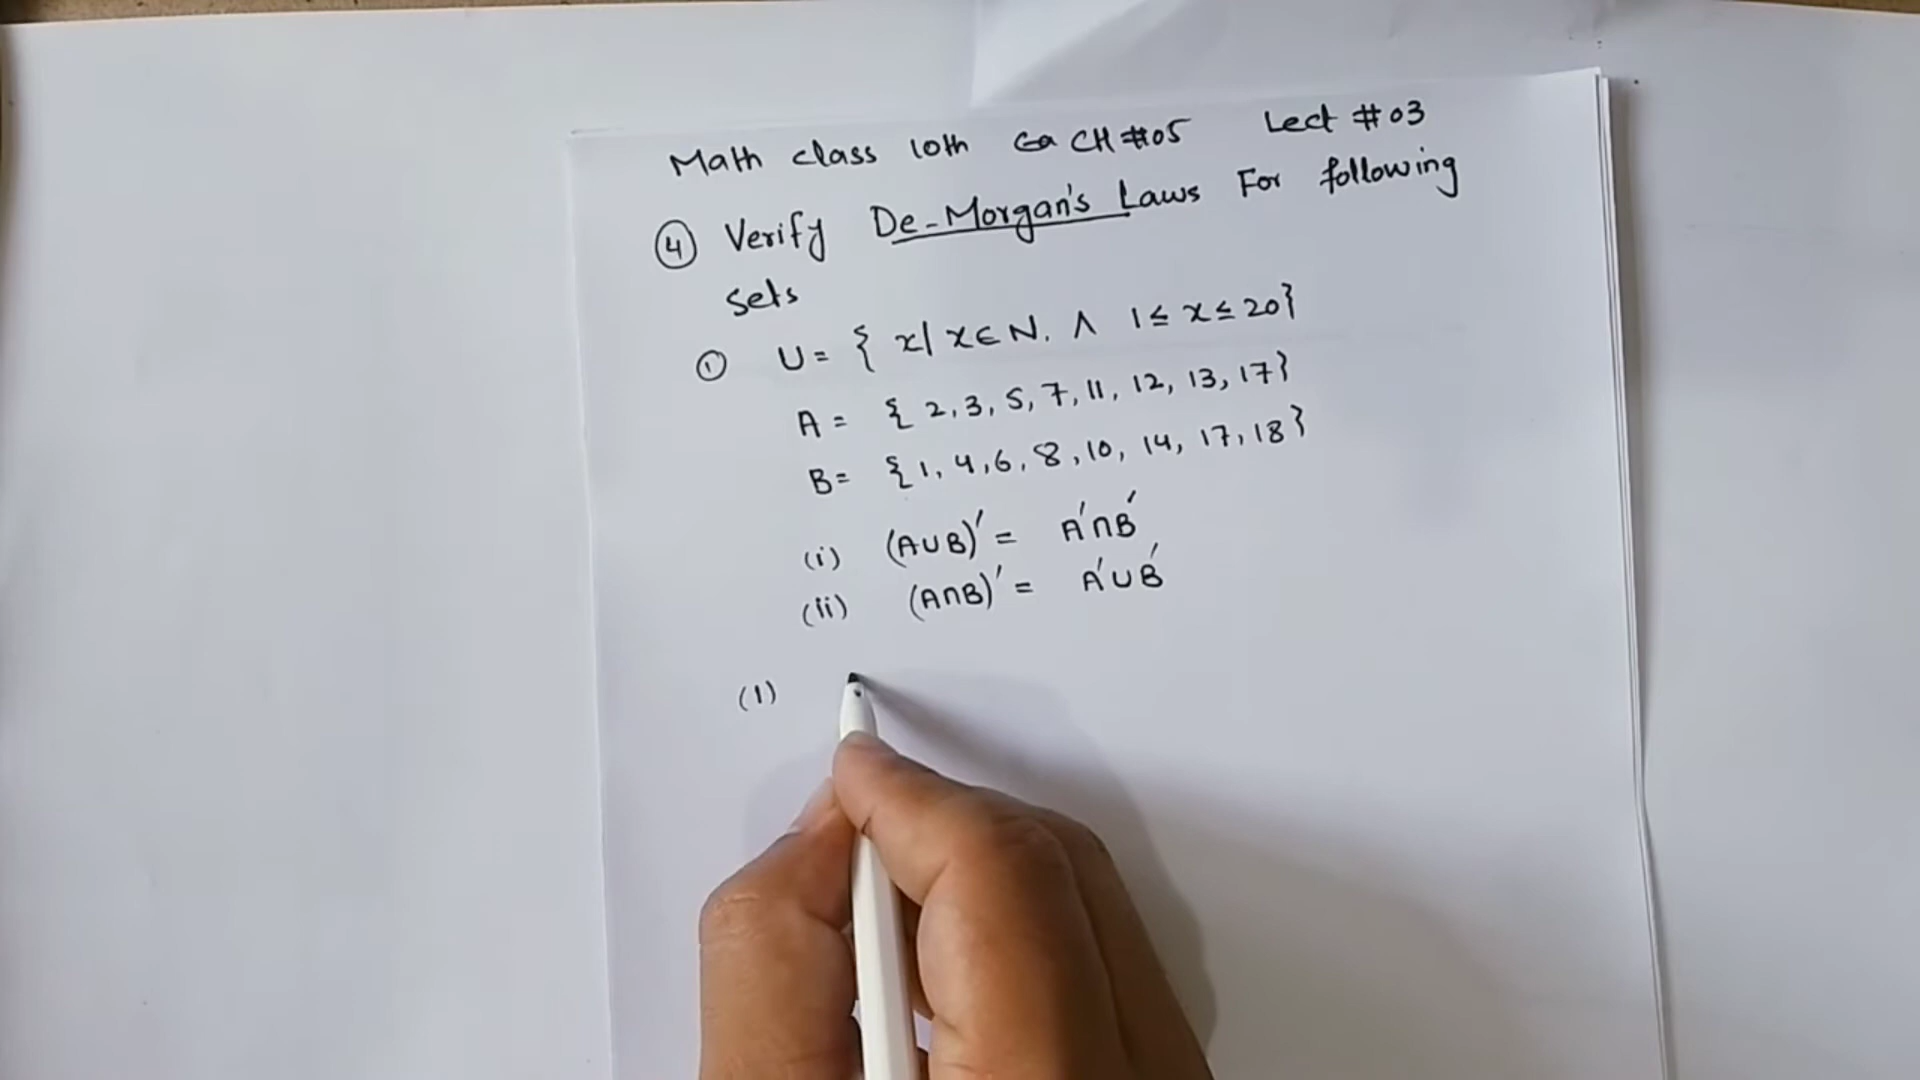 Math class 10th Ga CH#05 Lect #03
④ Verify De-Morgan's Laws For following
sets
① U = { x| x∈N. ∧ 1 ≤ x ≤ 20}
A = { 2, 3, 5, 7, 11, 12, 13, 17}
B = { 1, 4, 6, 8, 10, 14, 17, 18}
(i) (A∪B)' = A'∩B'
(ii) (A∩B)' = A'∪B'
(1)